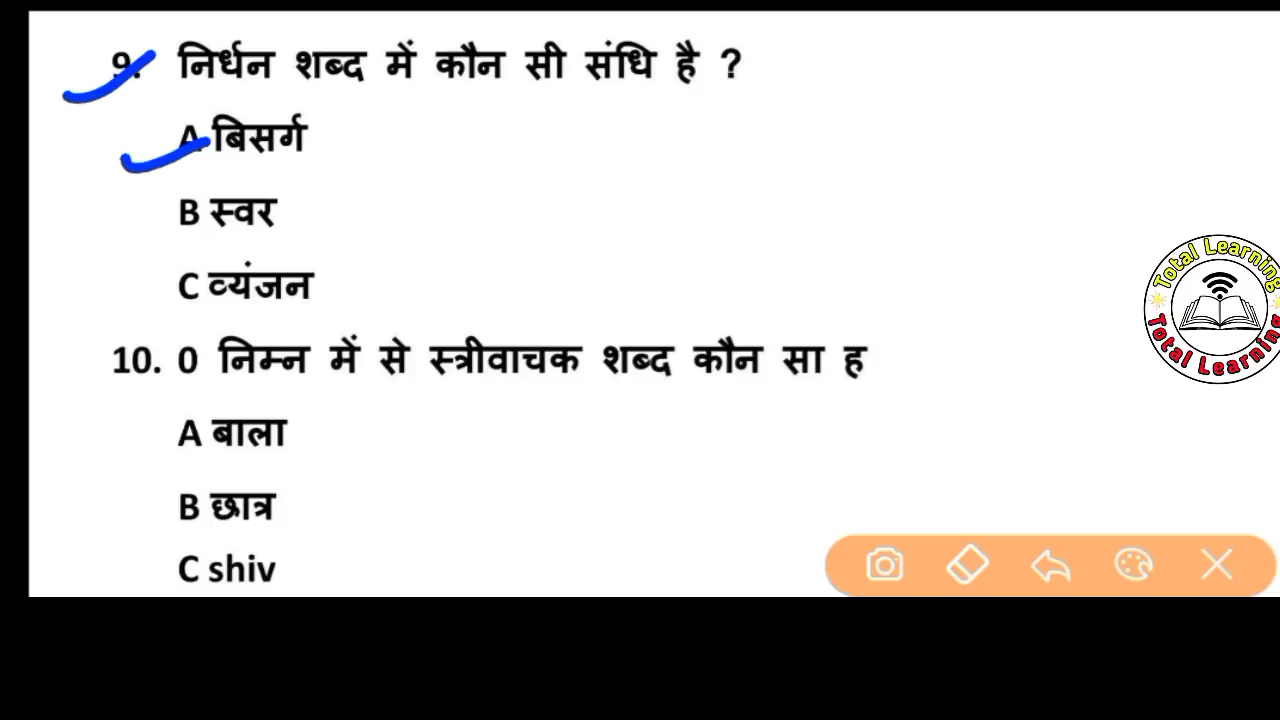 9. निर्धन शब्द में कौन सी संधि है ?
A बिसर्ग
B स्वर
C व्यंजन
10. 0 निम्न में से स्त्रीवाचक शब्द कौन सा ह
A बाला
B छात्र
C shiv
Total Learning
Total Learning